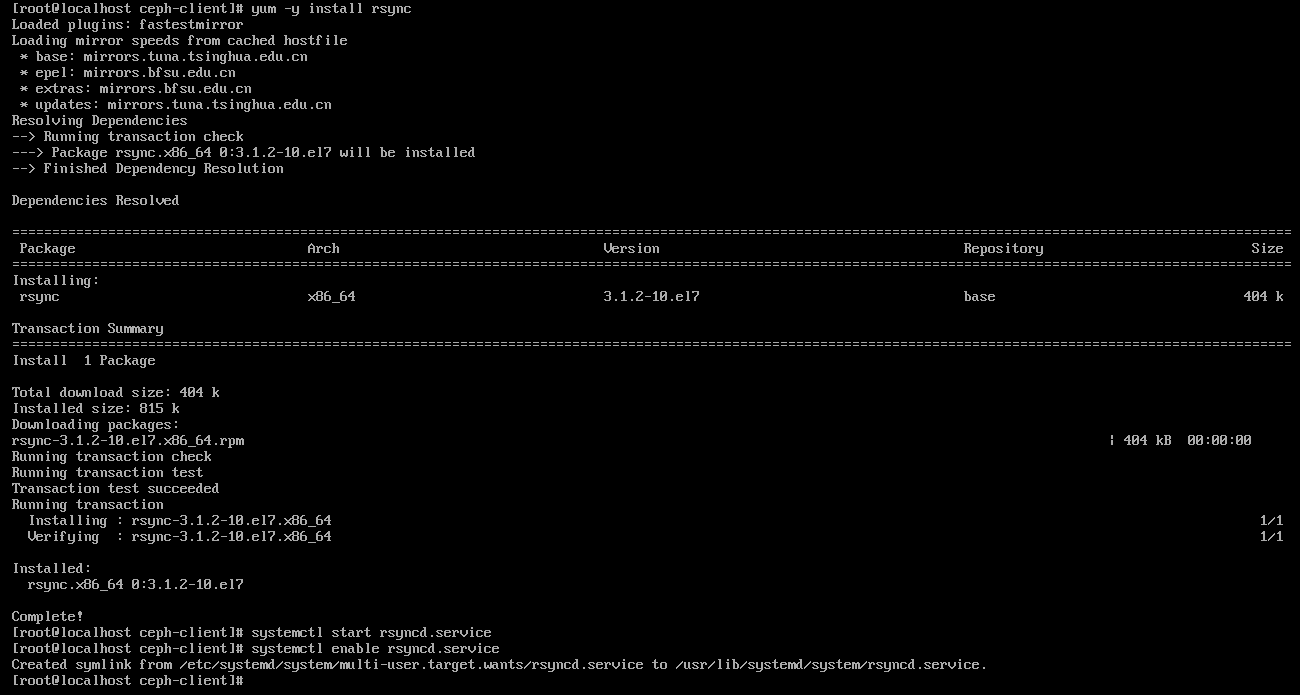 [root@localhost ceph-client]# yum -y install rsync
Loaded plugins: fastestmirror
Loading mirror speeds from cached hostfile
 * base: mirrors.tuna.tsinghua.edu.cn
 * epel: mirrors.bfsu.edu.cn
 * extras: mirrors.bfsu.edu.cn
 * updates: mirrors.tuna.tsinghua.edu.cn
Resolving Dependencies
--> Running transaction check
---> Package rsync.x86_64 0:3.1.2-10.el7 will be installed
--> Finished Dependency Resolution
Dependencies Resolved
================================================================================
 Package Arch Version Repository Size
================================================================================
Installing:
 rsync x86_64 3.1.2-10.el7 base 404 k
Transaction Summary
================================================================================
Install  1 Package
Total download size: 404 k
Installed size: 815 k
Downloading packages:
rsync-3.1.2-10.el7.x86_64.rpm | 404 kB  00:00:00
Running transaction check
Running transaction test
Transaction test succeeded
Running transaction
  Installing : rsync-3.1.2-10.el7.x86_64 1/1
  Verifying  : rsync-3.1.2-10.el7.x86_64 1/1
Installed:
  rsync.x86_64 0:3.1.2-10.el7
Complete!
[root@localhost ceph-client]# systemctl start rsyncd.service
[root@localhost ceph-client]# systemctl enable rsyncd.service
Created symlink from /etc/systemd/system/multi-user.target.wants/rsyncd.service to /usr/lib/systemd/system/rsyncd.service.
[root@localhost ceph-client]#